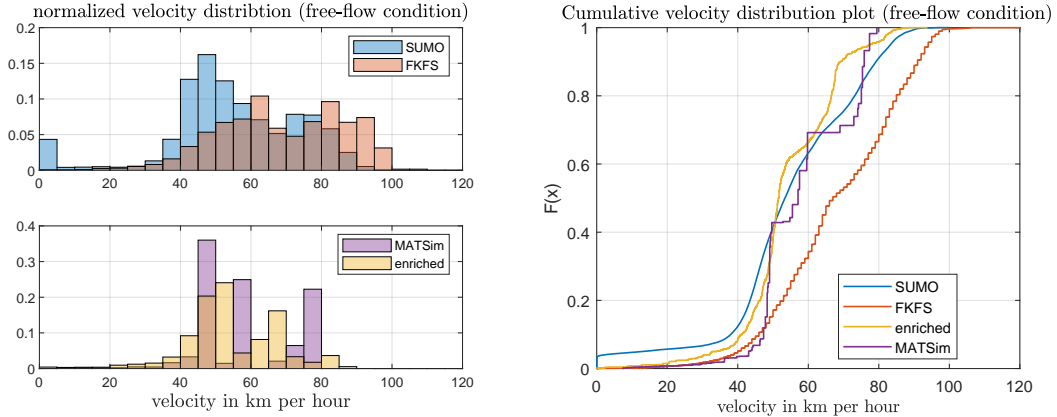 normalized velocity distribtion (free-flow condition)
0.2
0.15
0.1
0.05
0
SUMO
FKFS
0 20 40 60 80 100 120
0.4
0.3
0.2
0.1
0
MATSim
enriched
0 20 40 60 80 100 120
velocity in km per hour
Cumulative velocity distribution plot (free-flow condition)
1
0.8
0.6
0.4
0.2
0
F(x)
SUMO
FKFS
enriched
MATSim
0 20 40 60 80 100 120
velocity in km per hour